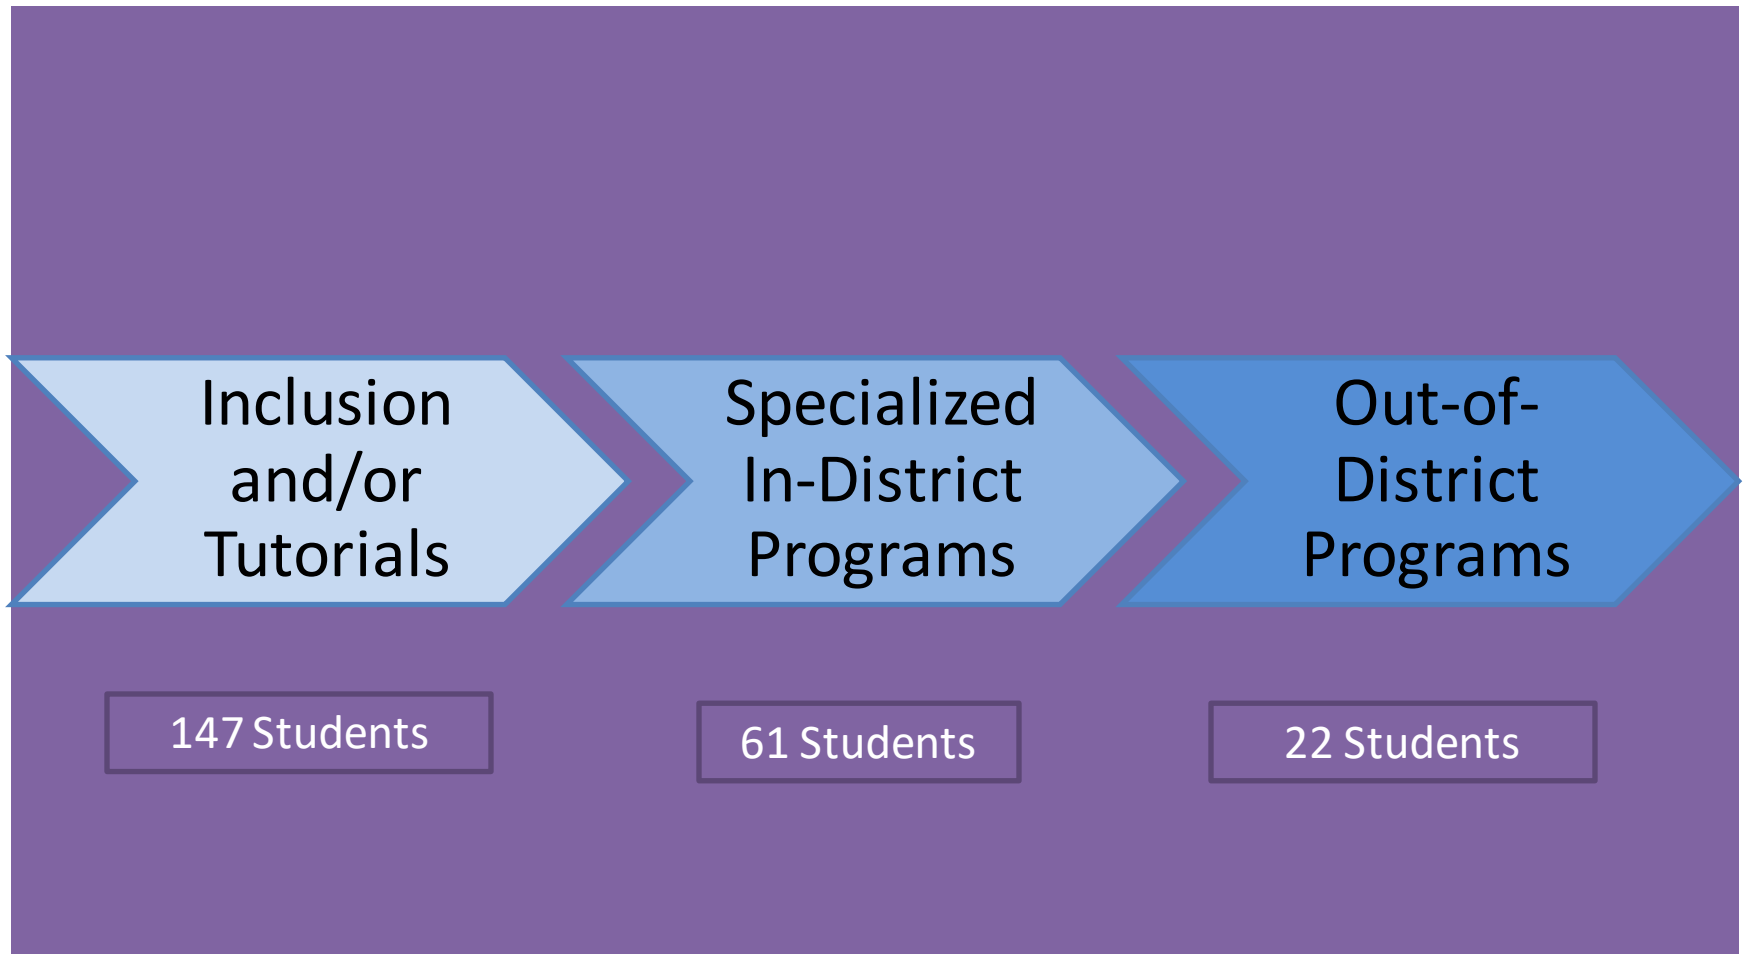 Inclusion
and/or
Tutorials
Specialized
In-District
Programs
Out-of-
District
Programs
147 Students
61 Students
22 Students